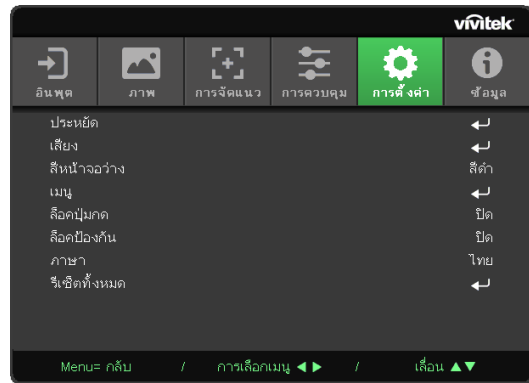 vivitek
อินพุต ภาพ การจัดแนว การควบคุม การตั้งค่า ข้อมูล
ประหยัด
เสียง
สีหน้าจอว่าง สีดำ
เมนู
ล็อคปุ่มกด ปิด
ล็อคป้องกัน ปิด
ภาษา ไทย
รีเซ็ตทั้งหมด
Menu= กลับ / การเลือกเมนู ◀ ▶ / เลื่อน ▲▼